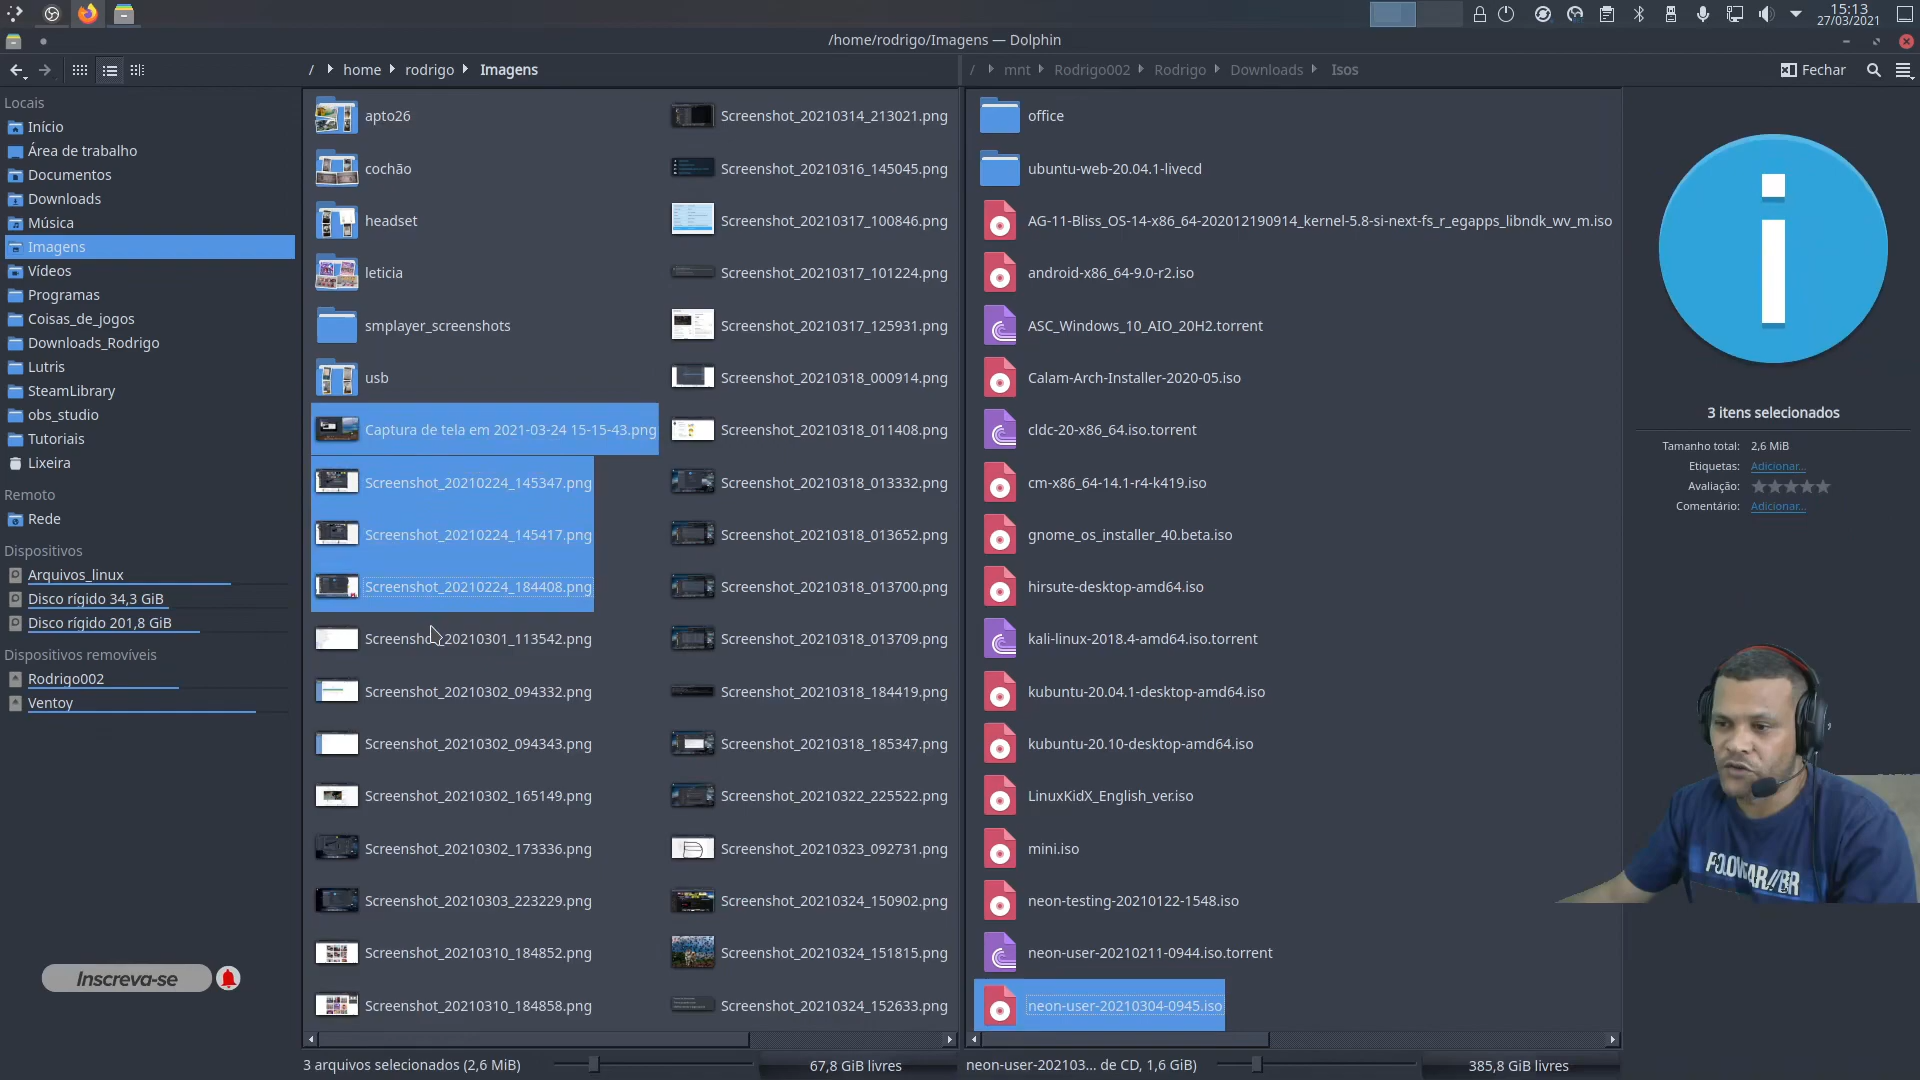 15:13
27/03/2021
/home/rodrigo/Imagens — Dolphin
/ home rodrigo Imagens
/ mnt Rodrigo002 Rodrigo Downloads Isos
Fechar
Locais
Início
Área de trabalho
Documentos
Downloads
Música
Imagens
Vídeos
Programas
Coisas_de_jogos
Downloads_Rodrigo
Lutris
SteamLibrary
obs_studio
Tutoriais
Lixeira
Remoto
Rede
Dispositivos
Arquivos_linux
Disco rígido 34,3 GiB
Disco rígido 201,8 GiB
Dispositivos removíveis
Rodrigo002
Ventoy
Inscreva-se
apto26
cochão
headset
leticia
smplayer_screenshots
usb
Captura de tela em 2021-03-24 15-15-43.png
Screenshot_20210224_145347.png
Screenshot_20210224_145417.png
Screenshot_20210224_184408.png
Screenshot_20210301_113542.png
Screenshot_20210302_094332.png
Screenshot_20210302_094343.png
Screenshot_20210302_165149.png
Screenshot_20210302_173336.png
Screenshot_20210303_223229.png
Screenshot_20210310_184852.png
Screenshot_20210310_184858.png
Screenshot_20210314_213021.png
Screenshot_20210316_145045.png
Screenshot_20210317_100846.png
Screenshot_20210317_101224.png
Screenshot_20210317_125931.png
Screenshot_20210318_000914.png
Screenshot_20210318_011408.png
Screenshot_20210318_013332.png
Screenshot_20210318_013652.png
Screenshot_20210318_013700.png
Screenshot_20210318_013709.png
Screenshot_20210318_184419.png
Screenshot_20210318_185347.png
Screenshot_20210322_225522.png
Screenshot_20210323_092731.png
Screenshot_20210324_150902.png
Screenshot_20210324_151815.png
Screenshot_20210324_152633.png
3 arquivos selecionados (2,6 MiB)
67,8 GiB livres
office
ubuntu-web-20.04.1-livecd
AG-11-Bliss_OS-14-x86_64-202012190914_kernel-5.8-si-next-fs_r_egapps_libndk_wv_m.iso
android-x86_64-9.0-r2.iso
ASC_Windows_10_AIO_20H2.torrent
Calam-Arch-Installer-2020-05.iso
cldc-20-x86_64.iso.torrent
cm-x86_64-14.1-r4-k419.iso
gnome_os_installer_40.beta.iso
hirsute-desktop-amd64.iso
kali-linux-2018.4-amd64.iso.torrent
kubuntu-20.04.1-desktop-amd64.iso
kubuntu-20.10-desktop-amd64.iso
LinuxKidX_English_ver.iso
mini.iso
neon-testing-20210122-1548.iso
neon-user-20210211-0944.iso.torrent
neon-user-20210304-0945.iso
neon-user-202103... de CD, 1,6 GiB)
385,8 GiB livres
3 itens selecionados
Tamanho total: 2,6 MiB
Etiquetas: Adicionar...
Avaliação:
Comentário: Adicionar...